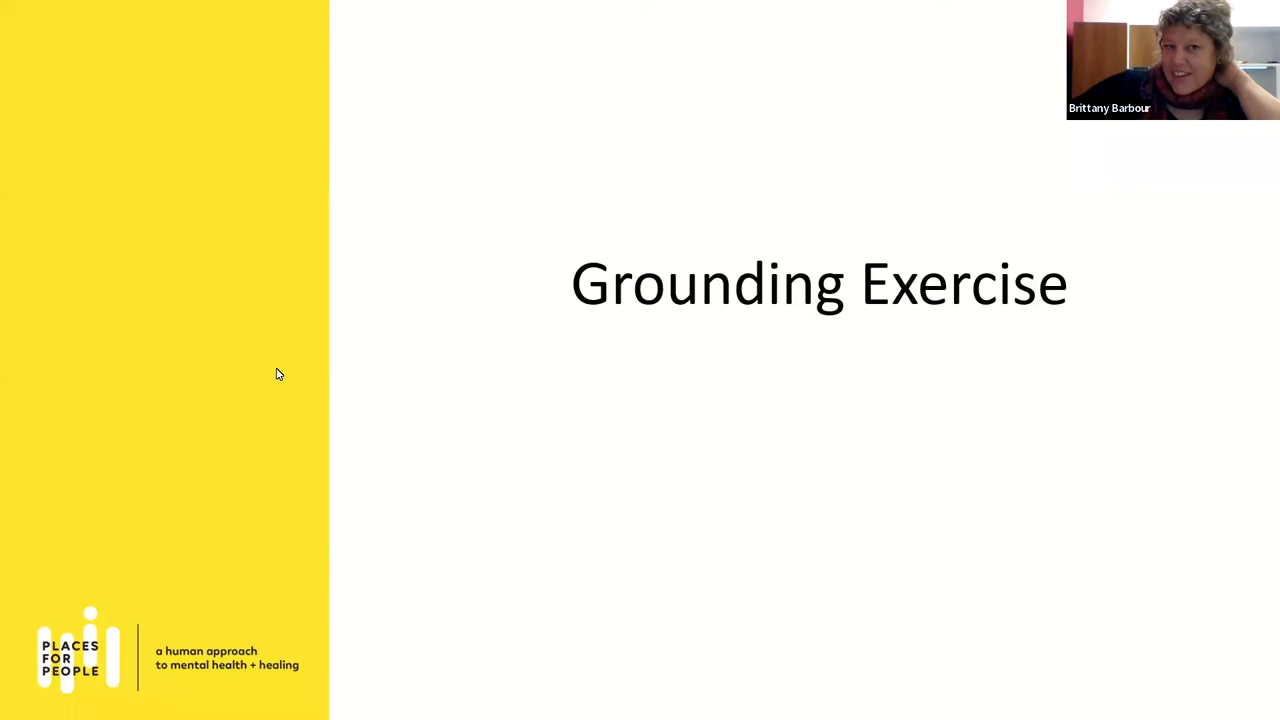 Brittany Barbour
Grounding Exercise
PLACES
FOR
PEOPLE
a human approach
to mental health + healing